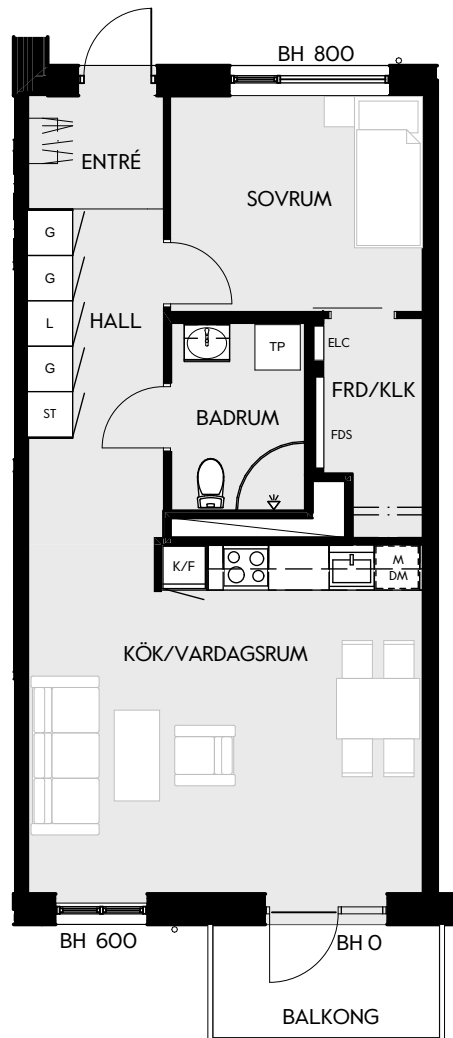 BH 800
ENTRÉ
SOVRUM
G
G
L
HALL
G
ST
TP
ELC
FRD/KLK
BADRUM
FDS
K/F
M
DM
KÖK/VARDAGSRUM
BH 600
BH 0
BALKONG